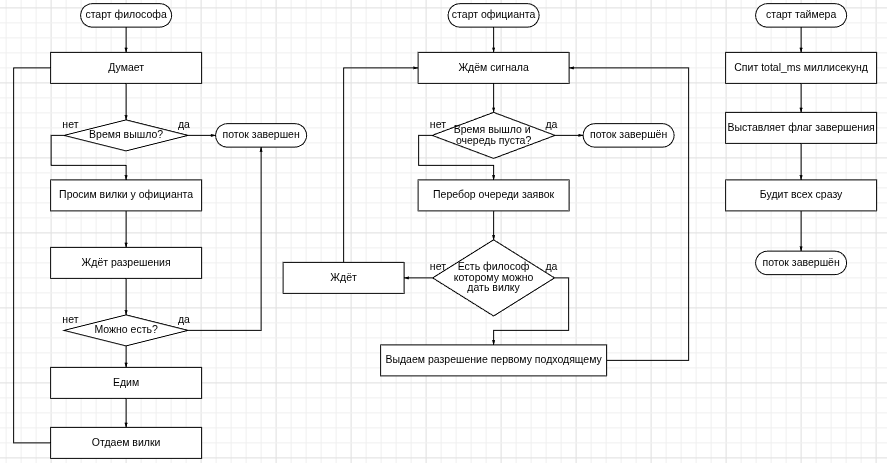 старт философа
Думает
нет
да
Время вышло?
поток завершен
Просим вилки у официанта
Ждёт разрешения
нет
да
Можно есть?
Едим
Отдаем вилки
старт официанта
Ждём сигнала
нет
да
Время вышло и
очередь пуста?
поток завершён
Перебор очереди заявок
нет
да
Есть философ
которому можно
дать вилку
Ждёт
Выдаем разрешение первому подходящему
старт таймера
Спит total_ms миллисекунд
Выставляет флаг завершения
Будит всех сразу
поток завершён